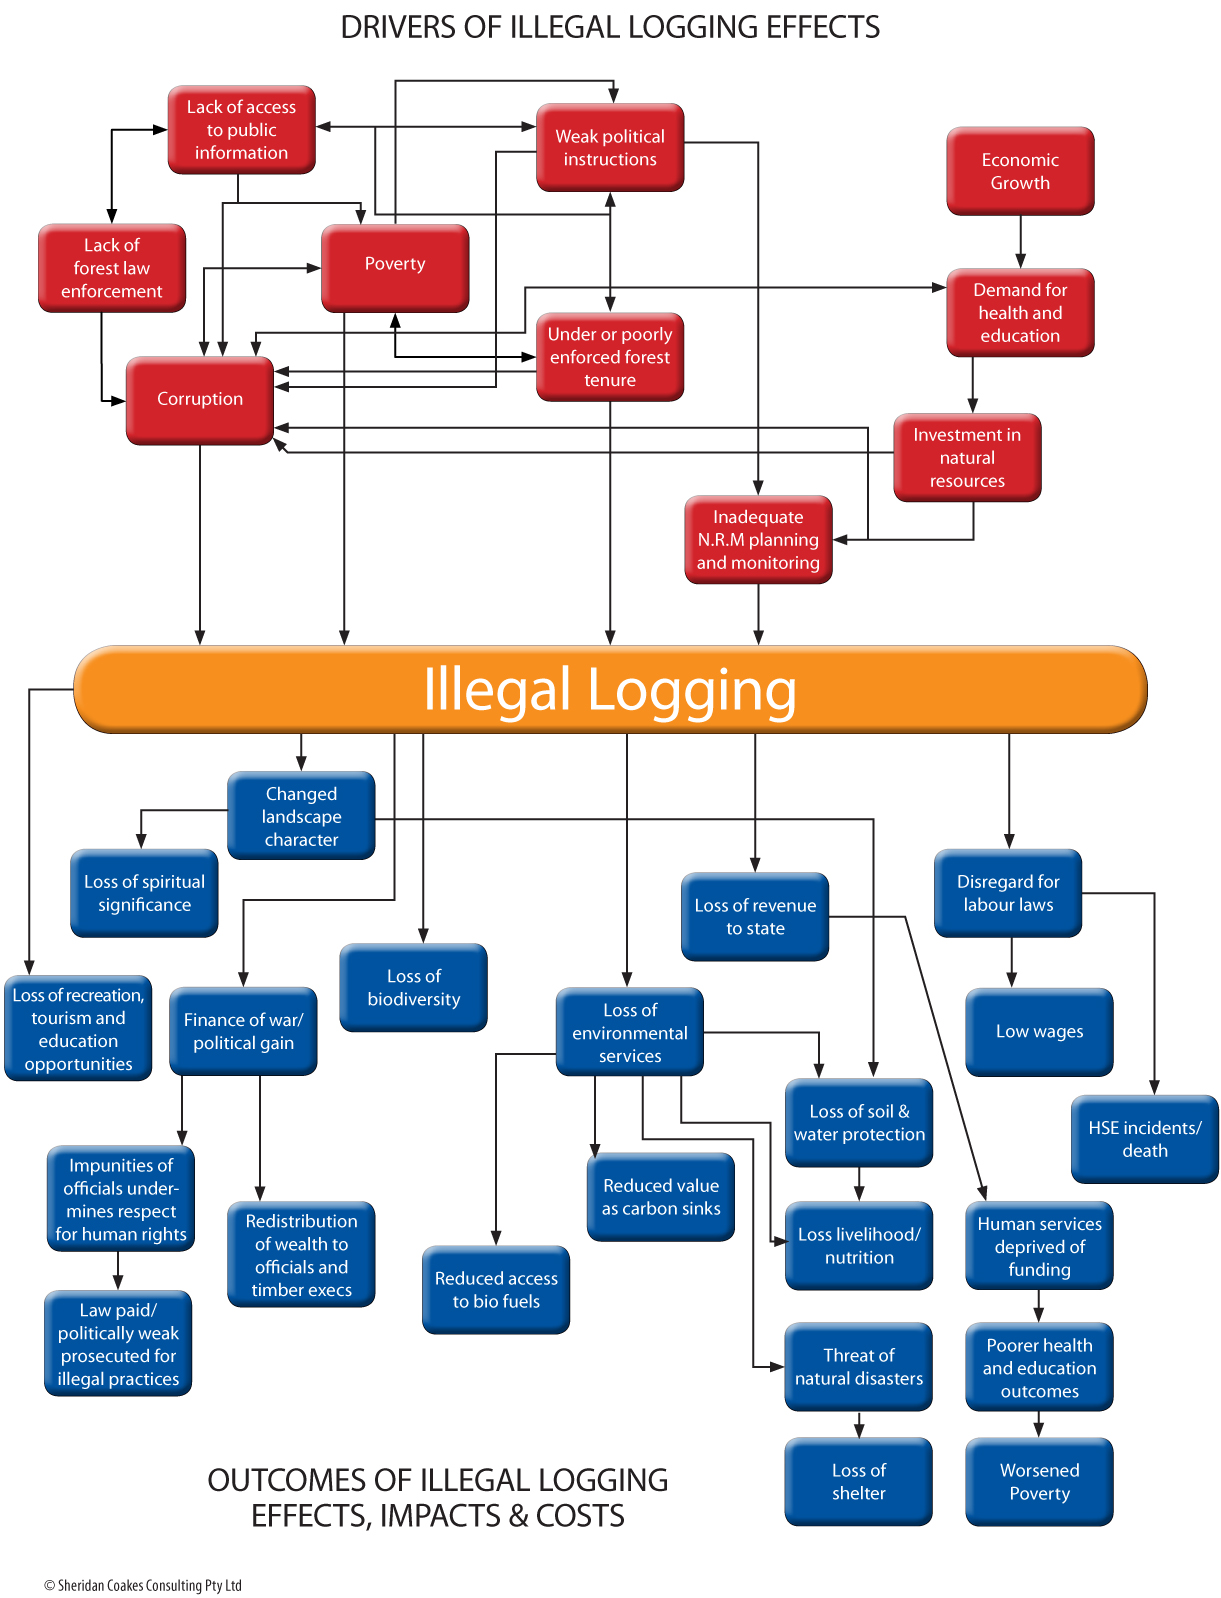 DRIVERS OF ILLEGAL LOGGING EFFECTS
Lack of access
to public
information
Weak political
instructions
Economic
Growth
Lack of
forest law
enforcement
Poverty
Demand for
health and
education
Under or poorly
enforced forest
tenure
Corruption
Investment in
natural
resources
Inadequate
N.R.M planning
and monitoring
Illegal Logging
Changed
landscape
character
Loss of spiritual
significance
Loss of revenue
to state
Disregard for
labour laws
Loss of recreation,
tourism and
education
opportunities
Finance of war/
political gain
Loss of
biodiversity
Loss of
environmental
services
Low wages
Loss of soil &
water protection
HSE incidents/
death
Impunities of
officials under-
mines respect
for human rights
Redistribution
of wealth to
officials and
timber execs
Reduced value
as carbon sinks
Loss livelihood/
nutrition
Human services
deprived of
funding
Reduced access
to bio fuels
Law paid/
politically weak
prosecuted for
illegal practices
Threat of
natural disasters
Poorer health
and education
outcomes
Loss of
shelter
Worsened
Poverty
OUTCOMES OF ILLEGAL LOGGING
EFFECTS, IMPACTS & COSTS
© Sheridan Coakes Consulting Pty Ltd